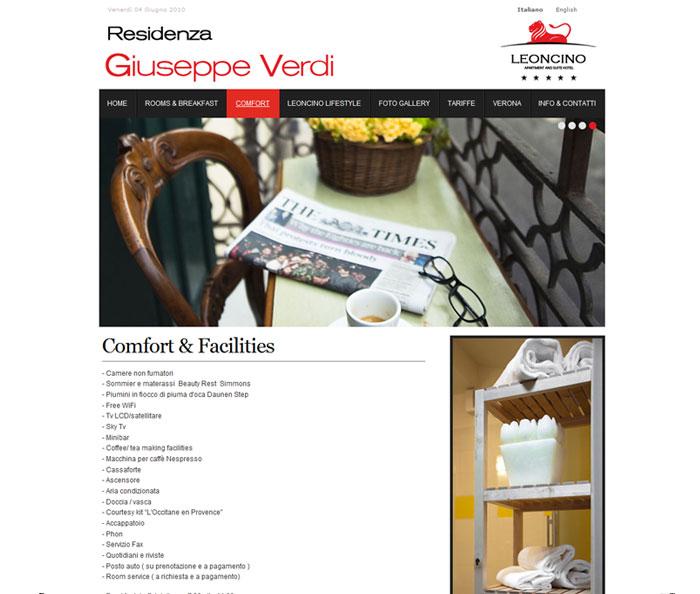 Venerdì 04 Giugno 2010
Italiano English
Residenza
Giuseppe Verdi
LEONCINO
APARTMENT AND SUITE HOTEL
HOME ROOMS & BREAKFAST COMFORT LEONCINO LIFESTYLE FOTO GALLERY TARIFFE VERONA INFO & CONTATTI
THE TIMES
Comfort & Facilities
- Camere non fumatori
- Sommier e materassi Beauty Rest Simmons
- Piumini in fiocco di piuma d'oca Daunen Step
- Free WiFi
- Tv LCD/satellitare
- Sky Tv
- Minibar
- Coffee/ tea making facilities
- Macchina per caffè Nespresso
- Cassaforte
- Ascensore
- Aria condizionata
- Doccia / vasca
- Courtesy kit "L'Occitane en Provence"
- Accappatoio
- Phon
- Servizio Fax
- Quotidiani e riviste
- Posto auto ( su prenotazione e a pagamento )
- Room service ( a richiesta e a pagamento)